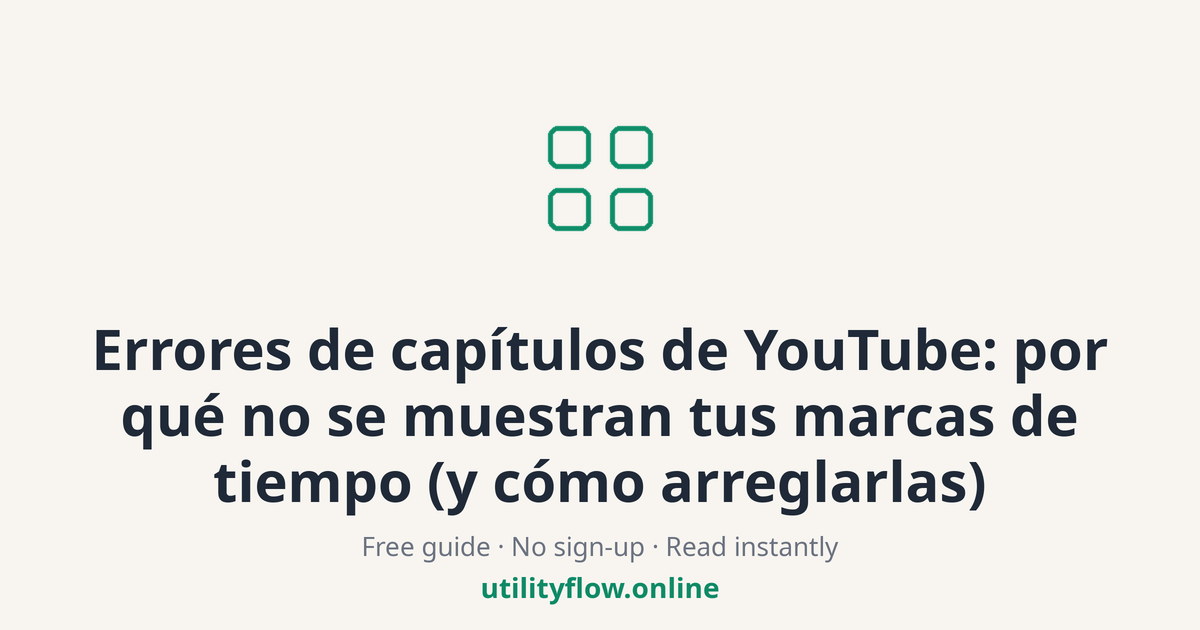 Errores de capítulos de YouTube: por
qué no se muestran tus marcas de
tiempo (y cómo arreglarlas)
Free guide · No sign-up · Read instantly
utilityflow.online